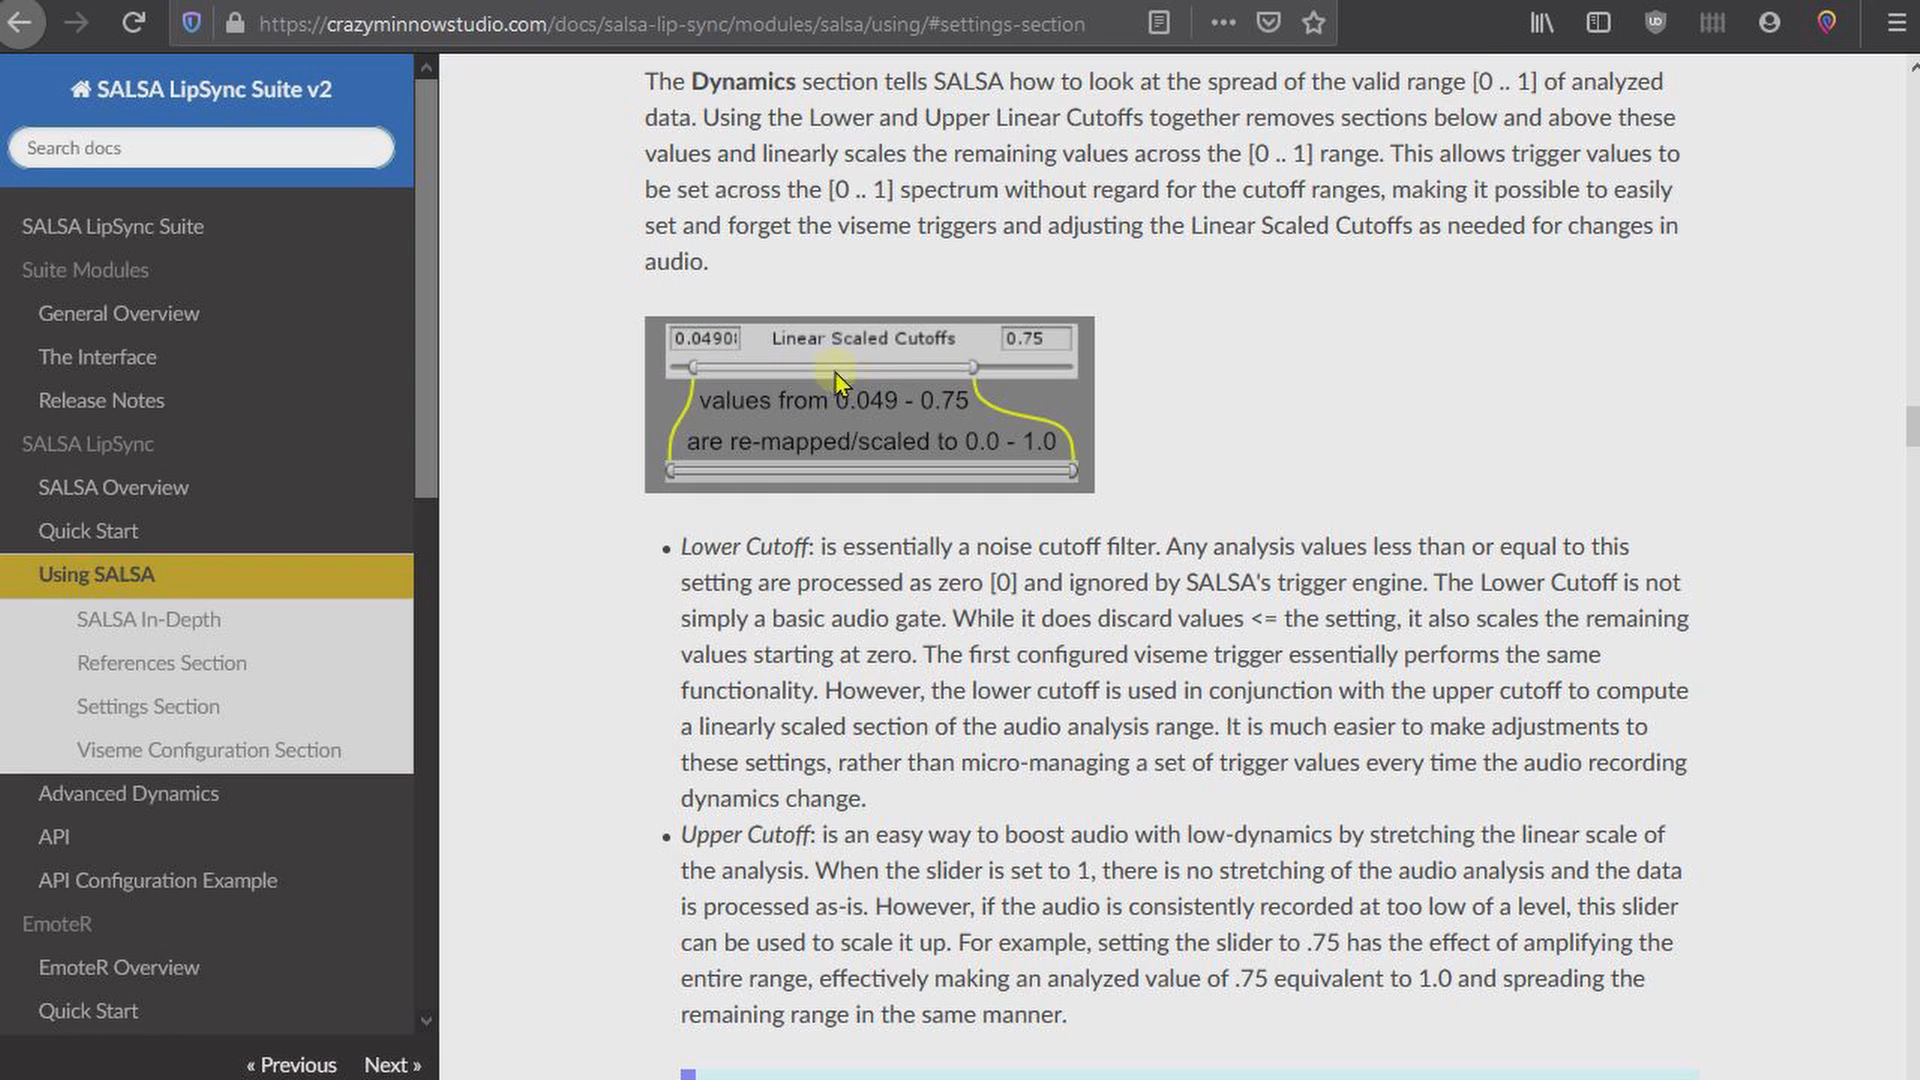 https://crazyminnowstudio.com/docs/salsa-lip-sync/modules/salsa/using/#settings-section
SALSA LipSync Suite v2
Search docs
SALSA LipSync Suite
Suite Modules
General Overview
The Interface
Release Notes
SALSA LipSync
SALSA Overview
Quick Start
Using SALSA
SALSA In-Depth
References Section
Settings Section
Viseme Configuration Section
Advanced Dynamics
API
API Configuration Example
EmoteR
EmoteR Overview
Quick Start
« Previous Next »
The Dynamics section tells SALSA how to look at the spread of the valid range [0 .. 1] of analyzed
data. Using the Lower and Upper Linear Cutoffs together removes sections below and above these
values and linearly scales the remaining values across the [0 .. 1] range. This allows trigger values to
be set across the [0 .. 1] spectrum without regard for the cutoff ranges, making it possible to easily
set and forget the viseme triggers and adjusting the Linear Scaled Cutoffs as needed for changes in
audio.
Linear Scaled Cutoffs 0.75
values from 0.049 - 0.75
are re-mapped/scaled to 0.0 - 1.0
• Lower Cutoff: is essentially a noise cutoff filter. Any analysis values less than or equal to this
setting are processed as zero [0] and ignored by SALSA's trigger engine. The Lower Cutoff is not
simply a basic audio gate. While it does discard values <= the setting, it also scales the remaining
values starting at zero. The first configured viseme trigger essentially performs the same
functionality. However, the lower cutoff is used in conjunction with the upper cutoff to compute
a linearly scaled section of the audio analysis range. It is much easier to make adjustments to
these settings, rather than micro-managing a set of trigger values every time the audio recording
dynamics change.
• Upper Cutoff: is an easy way to boost audio with low-dynamics by stretching the linear scale of
the analysis. When the slider is set to 1, there is no stretching of the audio analysis and the data
is processed as-is. However, if the audio is consistently recorded at too low of a level, this slider
can be used to scale it up. For example, setting the slider to .75 has the effect of amplifying the
entire range, effectively making an analyzed value of .75 equivalent to 1.0 and spreading the
remaining range in the same manner.